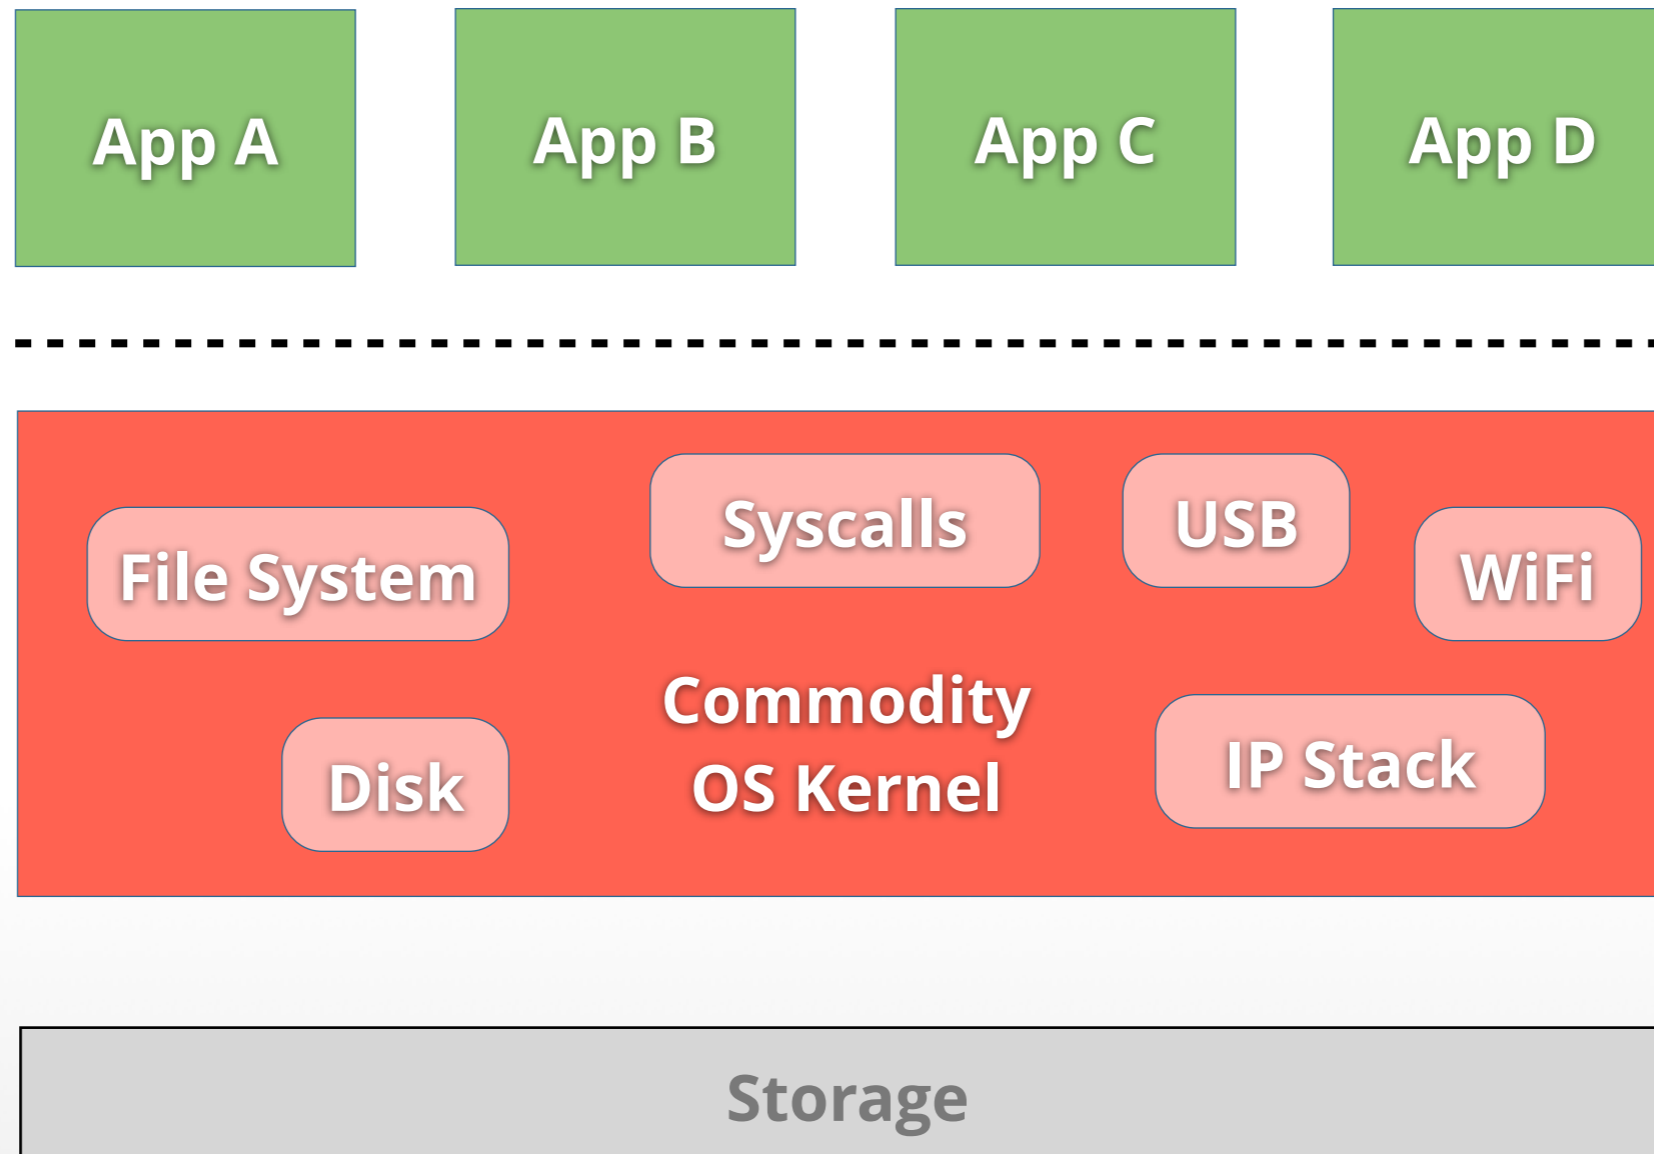 App A
App B
App C
App D
Syscalls
USB
File System
WiFi
Commodity
OS Kernel
IP Stack
Disk
Storage